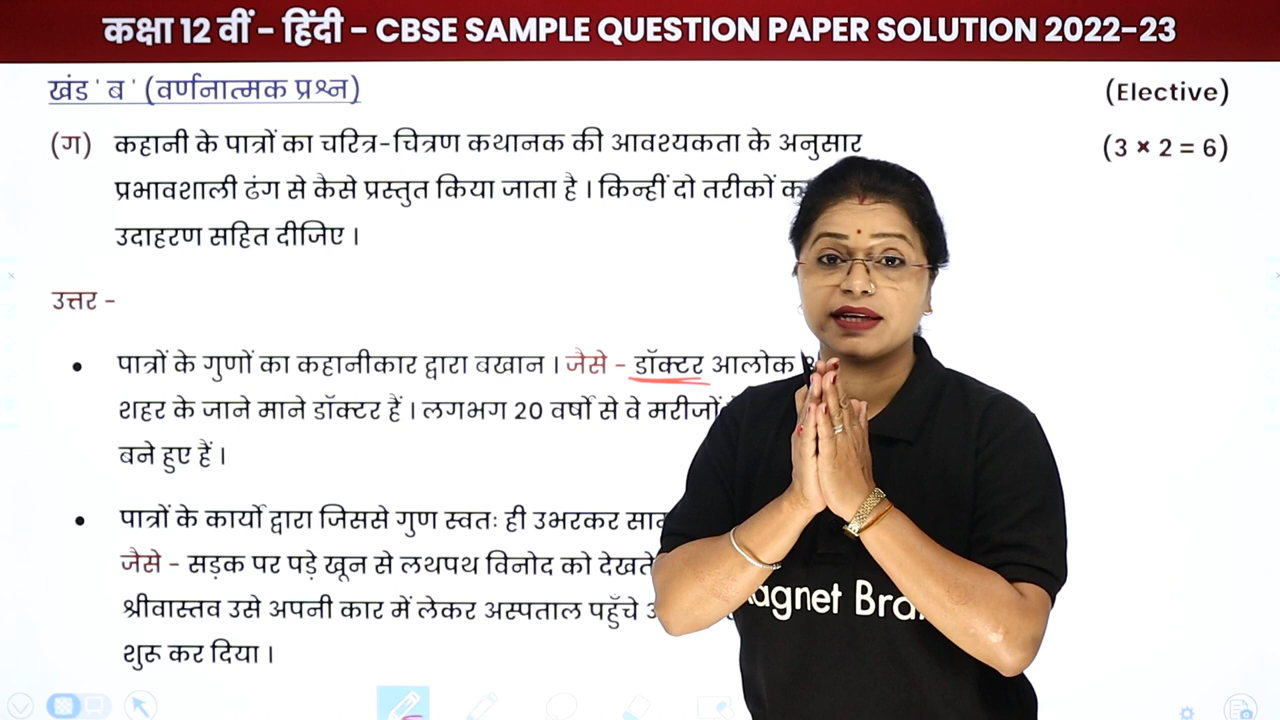 कक्षा 12 वीं - हिंदी - CBSE SAMPLE QUESTION PAPER SOLUTION 2022-23
खंड ' ब ' (वर्णनात्मक प्रश्न) (Elective)
(ग) कहानी के पात्रों का चरित्र-चित्रण कथानक की आवश्यकता के अनुसार (3 × 2 = 6)
प्रभावशाली ढंग से कैसे प्रस्तुत किया जाता है । किन्हीं दो तरीकों
उदाहरण सहित दीजिए ।
उत्तर -
• पात्रों के गुणों का कहानीकार द्वारा बखान । जैसे - डॉक्टर आलोक
शहर के जाने माने डॉक्टर हैं । लगभग 20 वर्षो से वे मरीजों
बने हुए हैं ।
• पात्रों के कार्यो द्वारा जिससे गुण स्वतः ही उभरकर
जैसे - सड़क पर पड़े खून से लथपथ विनोद को देखते
श्रीवास्तव उसे अपनी कार में लेकर अस्पताल पहुँचे
शुरू कर दिया ।